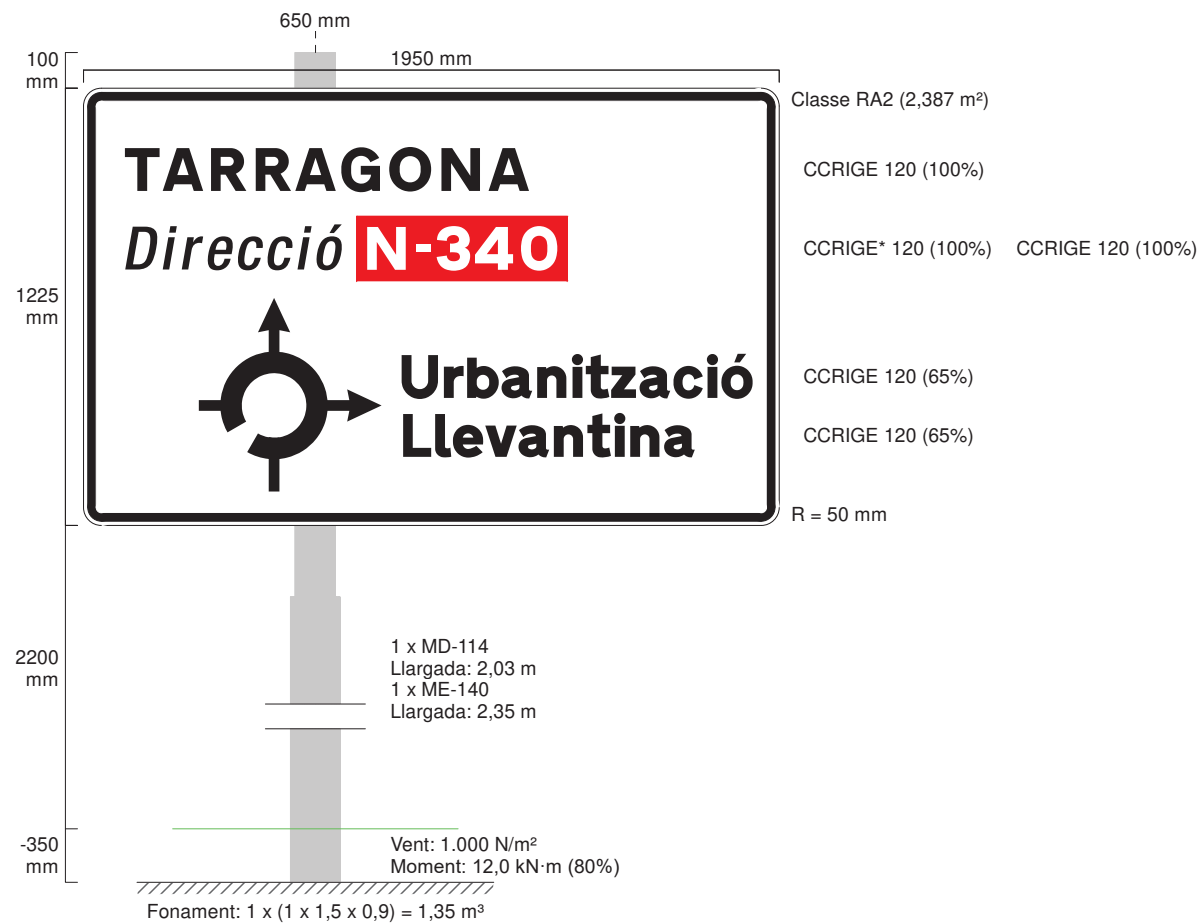 650 mm
100
mm
1950 mm
Classe RA2 (2,387 m²)
TARRAGONA
CCRIGE 120 (100%)
Direcció N-340
CCRIGE* 120 (100%) CCRIGE 120 (100%)
1225
mm
Urbanització
CCRIGE 120 (65%)
Llevantina
CCRIGE 120 (65%)
R = 50 mm
2200
mm
1 x MD-114
Llargada: 2,03 m
1 x ME-140
Llargada: 2,35 m
-350
mm
Vent: 1.000 N/m²
Moment: 12,0 kN·m (80%)
Fonament: 1 x (1 x 1,5 x 0,9) = 1,35 m³